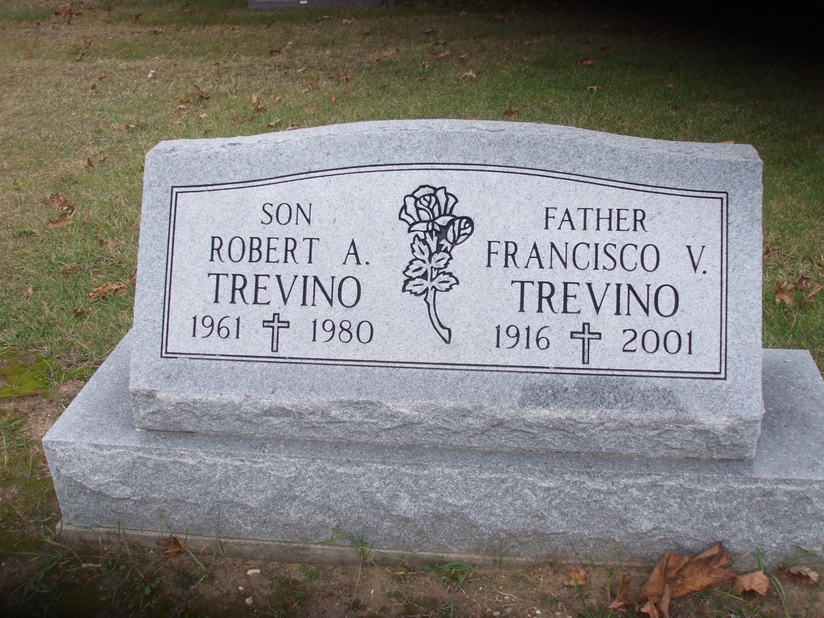 SON
ROBERT A.
TREVINO
1961 1980
FATHER
FRANCISCO V.
TREVINO
1916 2001